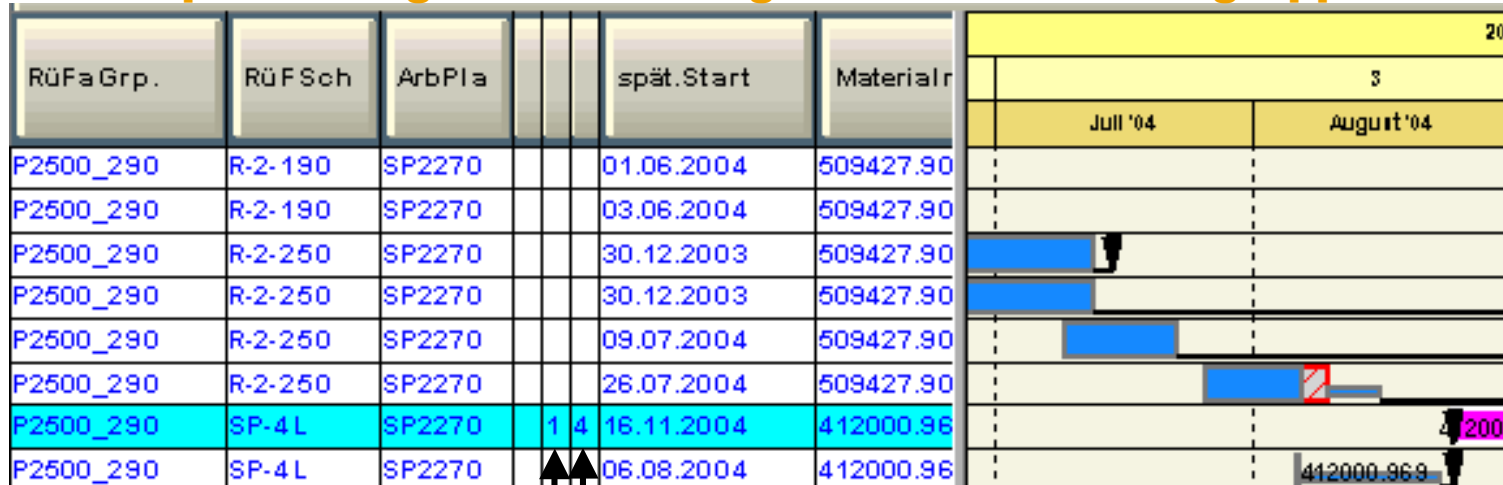 20
RüFaGrp. RüFSch ArbPla spät.Start Materialr 3
Juli '04 August '04
P2500_290 R-2-190 SP2270 01.06.2004 509427.90
P2500_290 R-2-190 SP2270 03.06.2004 509427.90
P2500_290 R-2-250 SP2270 30.12.2003 509427.90
P2500_290 R-2-250 SP2270 30.12.2003 509427.90
P2500_290 R-2-250 SP2270 09.07.2004 509427.90
P2500_290 R-2-250 SP2270 26.07.2004 509427.90
P2500_290 SP-4L SP2270 1 4 16.11.2004 412000.96 200
P2500_290 SP-4L SP2270 06.08.2004 412000.96 412000.969